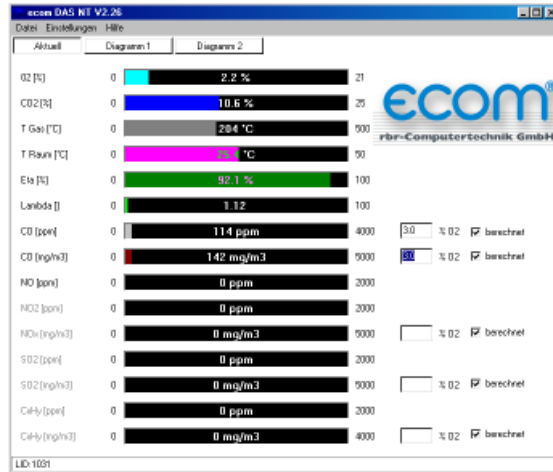 ecom DAS NT V2.26
Datei Einstellungen Hilfe
Aktuell Diagramm 1 Diagramm 2
O2 [%] 0 2.2 % 21
CO2 [%] 0 10.6 % 25
ecom®
T Gas [°C] 0 204 °C 500
rbr-Computertechnik GmbH
T Raum [°C] 0 °C 50
Eta [%] 0 92.1 % 100
Lambda [] 0 1.12 100
CO [ppm] 0 114 ppm 4000 3.0 % O2 berechnet
CO [mg/m3] 0 142 mg/m3 5000 3.0 % O2 berechnet
NO [ppm] 0 0 ppm 2000
NO2 [ppm] 0 0 ppm 2000
NOx [mg/m3] 0 0 mg/m3 5000 % O2 berechnet
SO2 [ppm] 0 0 ppm 2000
SO2 [mg/m3] 0 0 mg/m3 5000 % O2 berechnet
CxHy [ppm] 0 0 ppm 2000
CxHy [mg/m3] 0 0 mg/m3 4000 % O2 berechnet
LID:1031